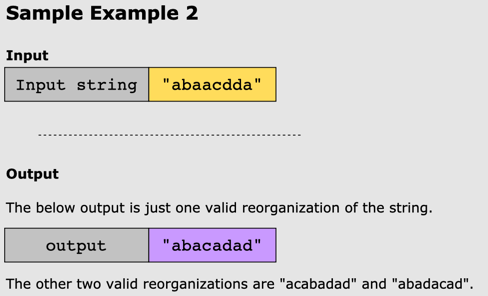 Sample Example 2
Input
Input string "abaacdda"
Output
The below output is just one valid reorganization of the string.
output "abacadad"
The other two valid reorganizations are "acabadad" and "abadacad".